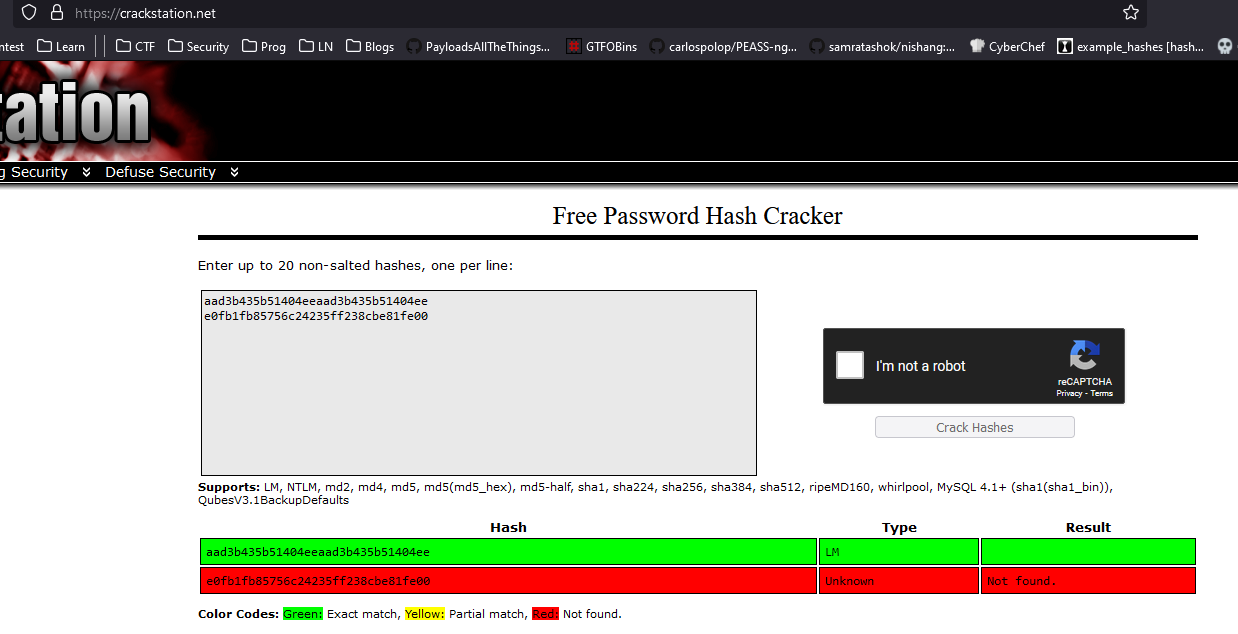 https://crackstation.net
ntest Learn CTF Security Prog LN Blogs PayloadsAllTheThings... GTFOBins carlospolop/PEASS-ng... samratashok/nishang:... CyberChef example_hashes [hash...
tation
g Security Defuse Security
Free Password Hash Cracker
Enter up to 20 non-salted hashes, one per line:
aad3b435b51404eeaad3b435b51404ee
e0fb1fb85756c24235ff238cbe81fe00
I'm not a robot
reCAPTCHA
Privacy - Terms
Crack Hashes
Supports: LM, NTLM, md2, md4, md5, md5(md5_hex), md5-half, sha1, sha224, sha256, sha384, sha512, ripeMD160, whirlpool, MySQL 4.1+ (sha1(sha1_bin)),
QubesV3.1BackupDefaults
Hash Type Result
aad3b435b51404eeaad3b435b51404ee LM
e0fb1fb85756c24235ff238cbe81fe00 Unknown Not found.
Color Codes: Green: Exact match, Yellow: Partial match, Red: Not found.